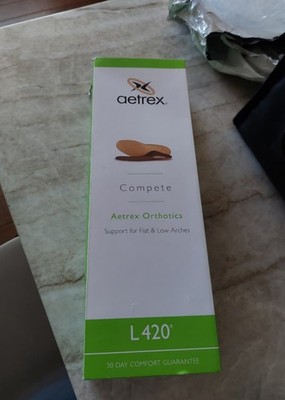 aetrex®
Compete
Aetrex Orthotics
Support for Flat & Low Arches
L420®
30 DAY COMFORT GUARANTEE